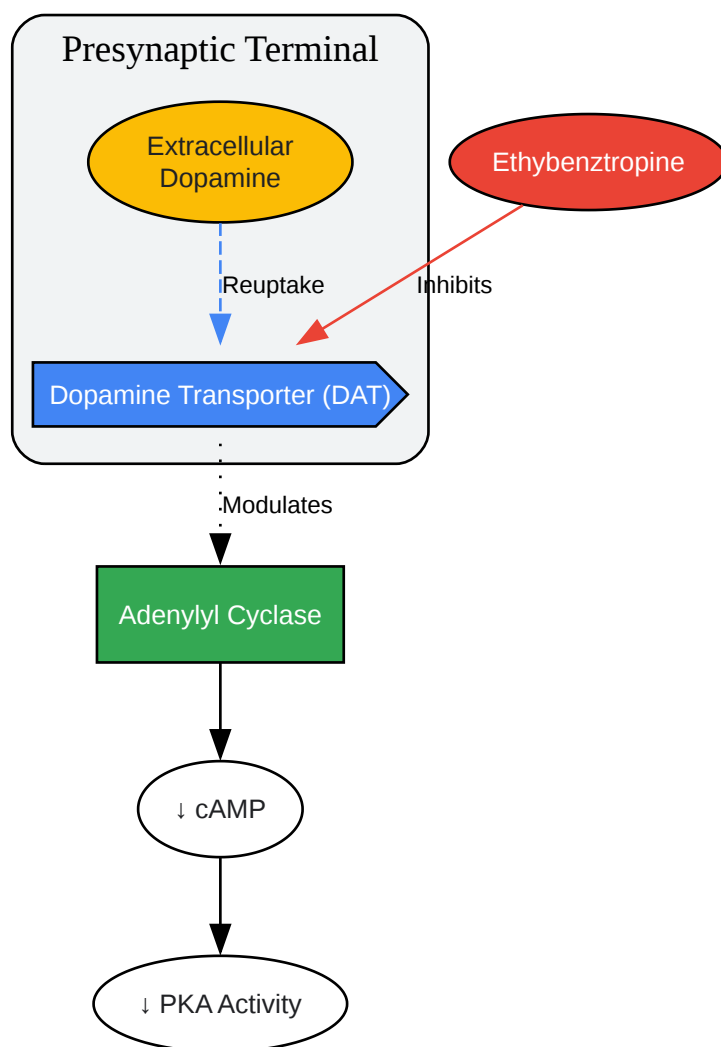 Presynaptic Terminal
Extracellular
Dopamine
Ethybenztropine
Reuptake
Inhibits
Dopamine Transporter (DAT)
Modulates
Adenylyl Cyclase
↓ cAMP
↓ PKA Activity